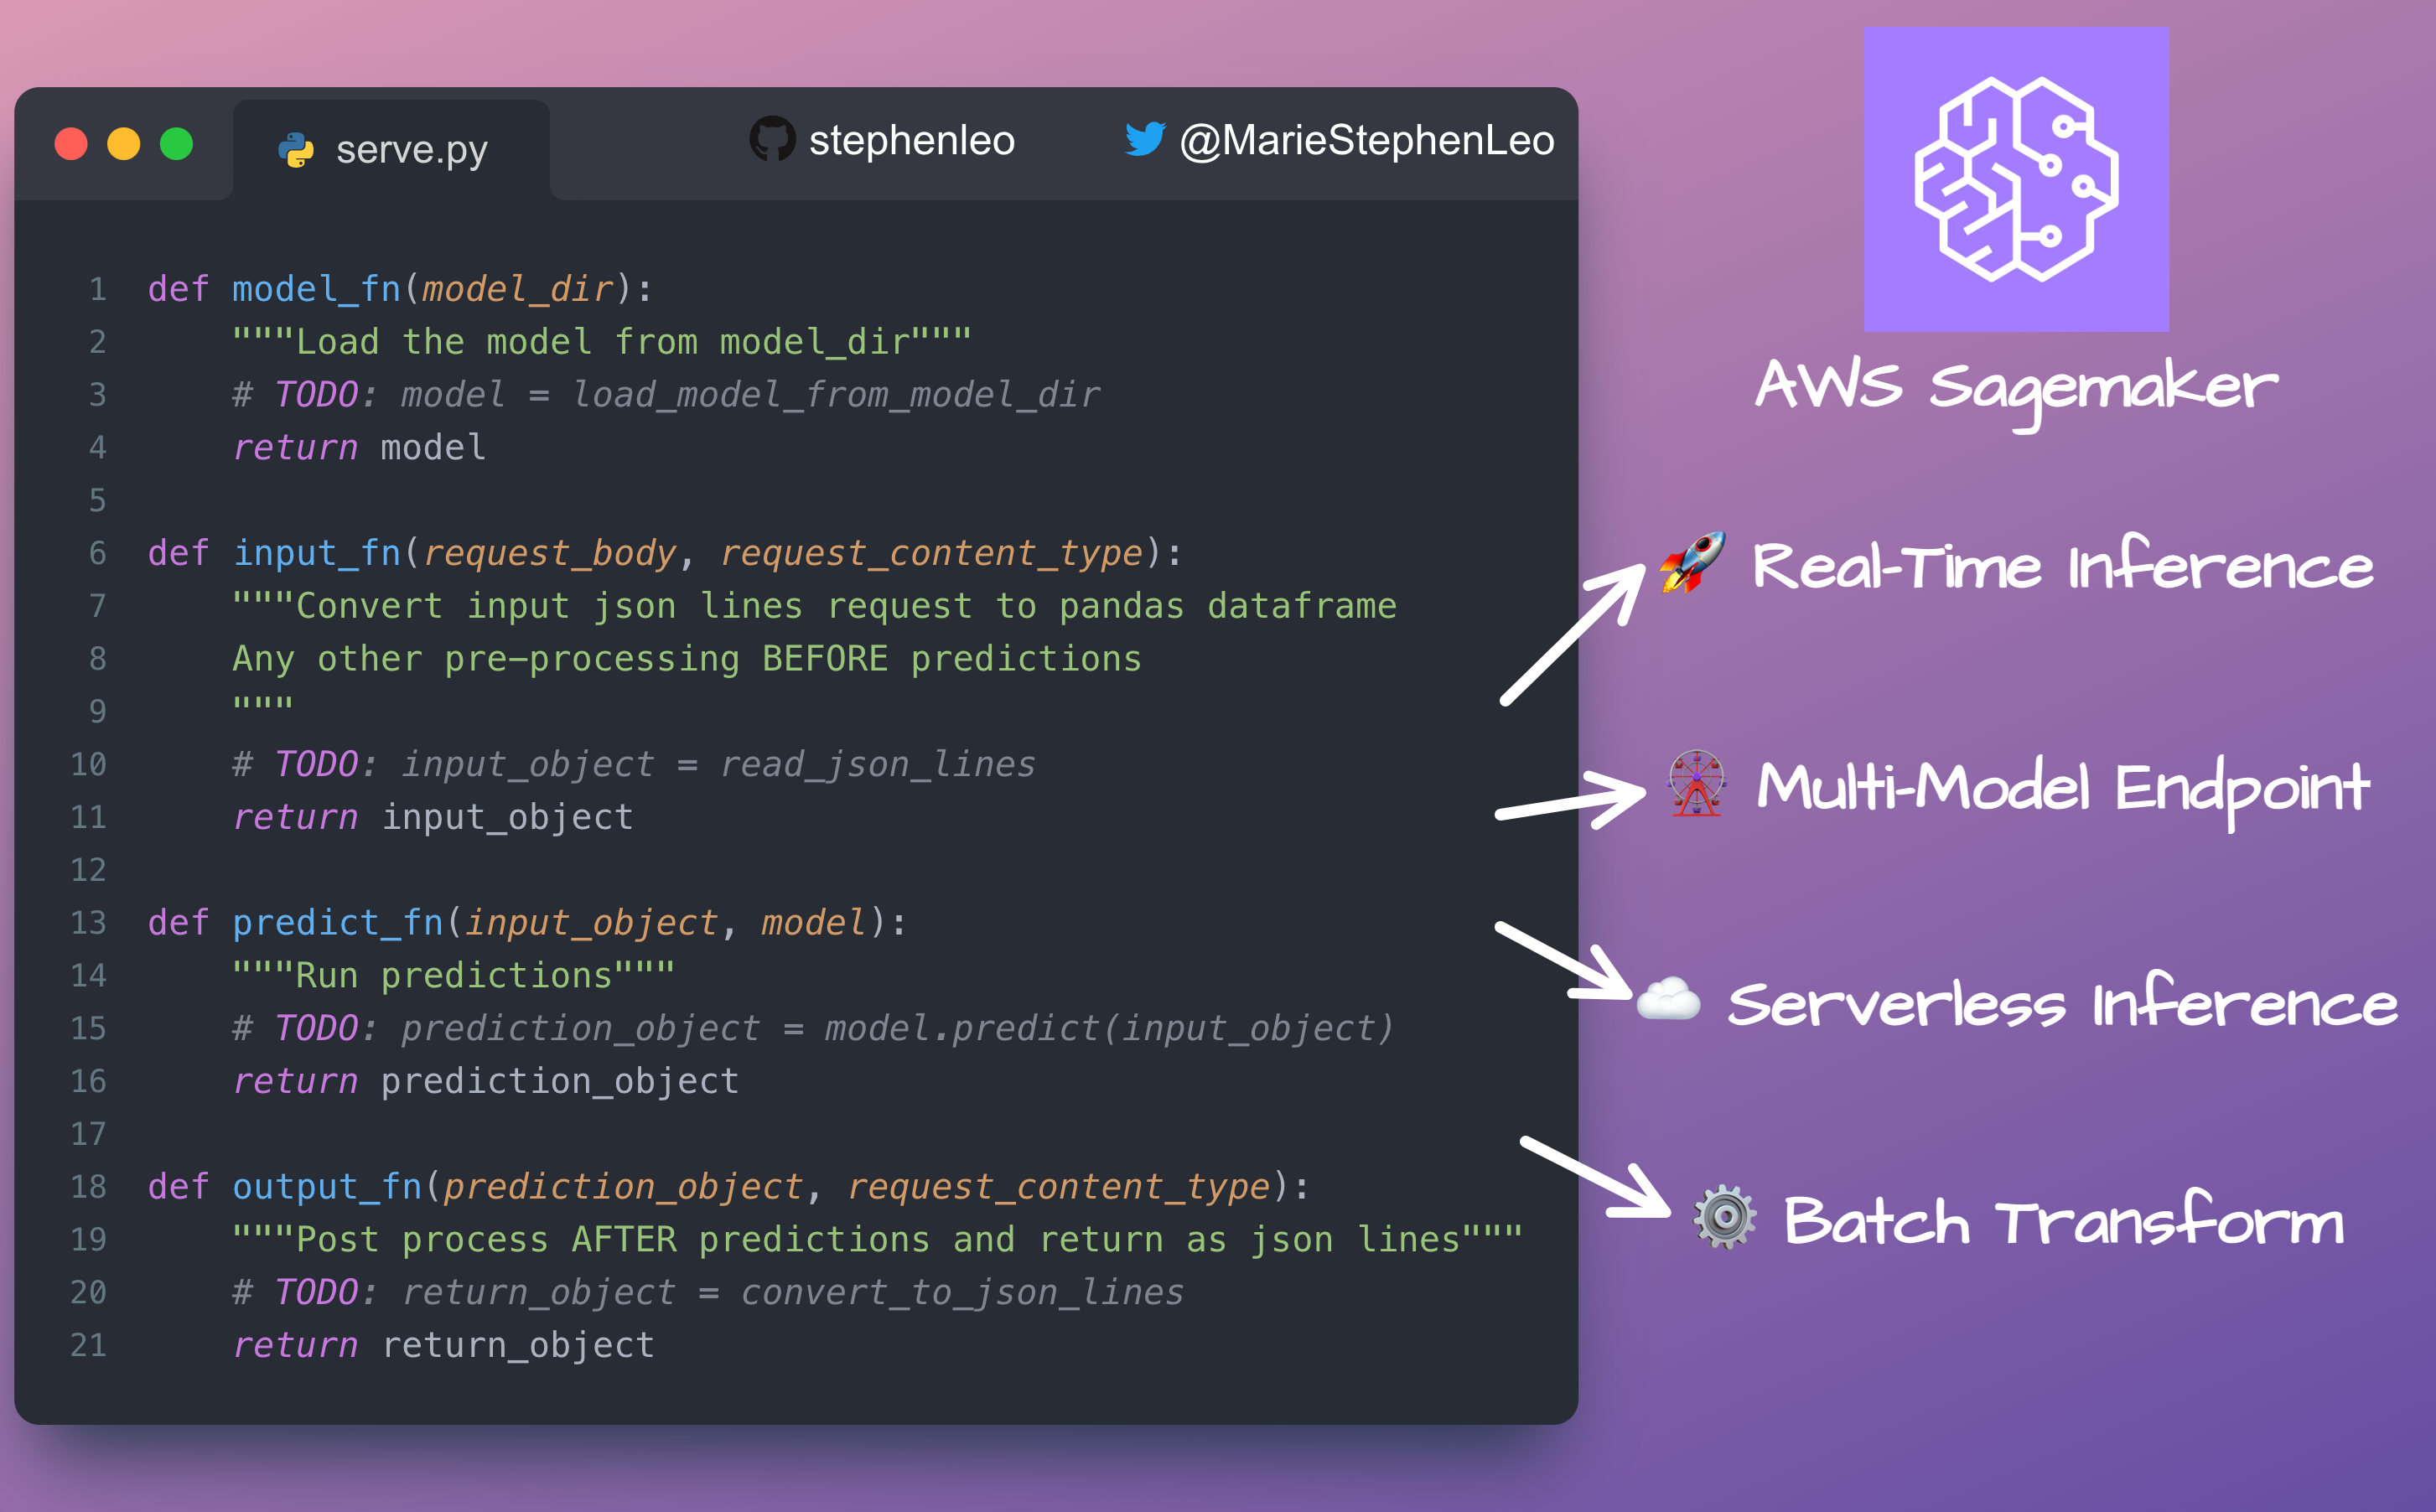 serve.py
stephenleo
@MarieStephenLeo
1 def model_fn(model_dir):
2     """Load the model from model_dir"""
3     # TODO: model = load_model_from_model_dir
4     return model
5
6 def input_fn(request_body, request_content_type):
7     """Convert input json lines request to pandas dataframe
8     Any other pre-processing BEFORE predictions
9     """
10     # TODO: input_object = read_json_lines
11     return input_object
12
13 def predict_fn(input_object, model):
14     """Run predictions"""
15     # TODO: prediction_object = model.predict(input_object)
16     return prediction_object
17
18 def output_fn(prediction_object, request_content_type):
19     """Post process AFTER predictions and return as json lines"""
20     # TODO: return_object = convert_to_json_lines
21     return return_object
AWS Sagemaker
Real-Time Inference
Multi-Model Endpoint
Serverless Inference
Batch Transform